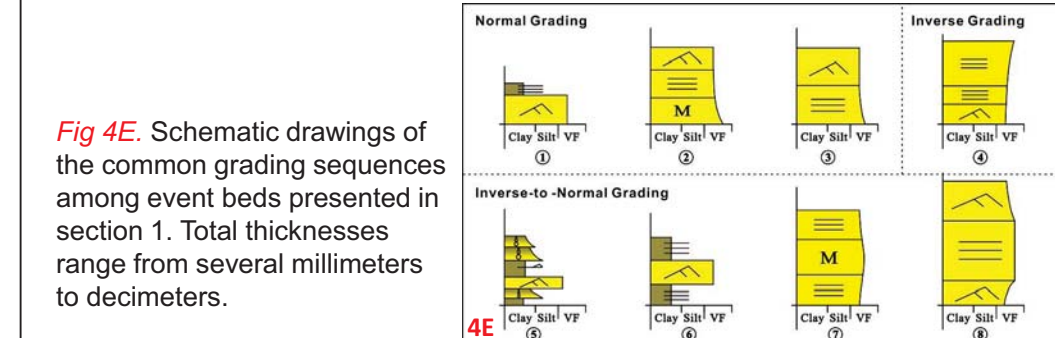 Fig 4E. Schematic drawings of
the common grading sequences
among event beds presented in
section 1. Total thicknesses
range from several millimeters
to decimeters.
Normal Grading
Inverse Grading
M
Clay Silt VF
①
Clay Silt VF
②
Clay Silt VF
③
Clay Silt VF
④
Inverse-to -Normal Grading
M
4E
Clay Silt VF
⑤
Clay Silt VF
⑥
Clay Silt VF
⑦
Clay Silt VF
⑧